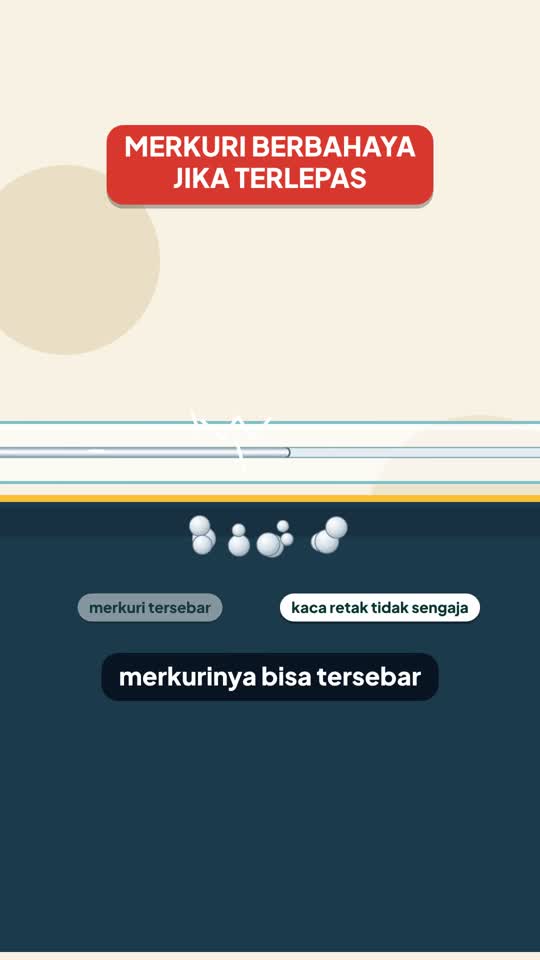 MERKURI BERBAHAYA
JIKA TERLEPAS
merkuri tersebar
kaca retak tidak sengaja
merkurinya bisa tersebar